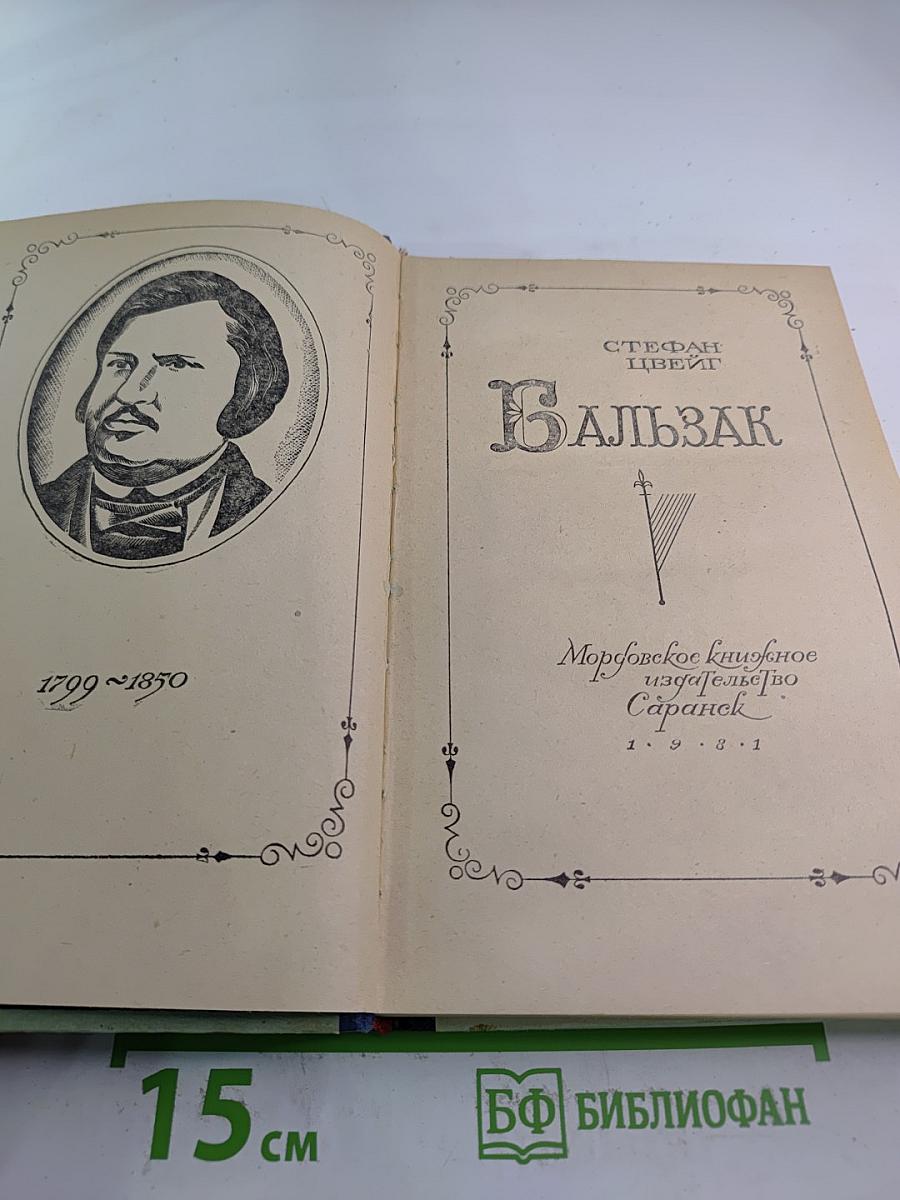 1799~1850
СТЕФАН
ЦВЕЙГ
БАЛЬЗАК
Мордовское книжное
издательство
Саранск
1·9·8·1
15 см
БФ БИБЛИОФАН